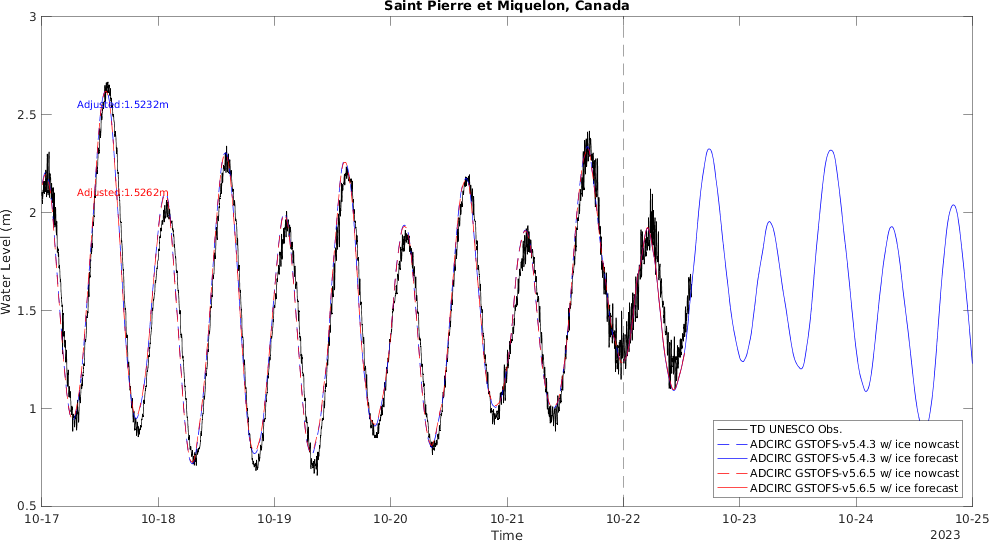 Saint Pierre et Miquelon, Canada
3
2.5
2
1.5
1
0.5
Water Level (m)
Adjusted:1.5232m
Adjusted:1.5262m
TD UNESCO Obs.
ADCIRC GSTOFS-v5.4.3 w/ ice nowcast
ADCIRC GSTOFS-v5.4.3 w/ ice forecast
ADCIRC GSTOFS-v5.6.5 w/ ice nowcast
ADCIRC GSTOFS-v5.6.5 w/ ice forecast
10-17 10-18 10-19 10-20 10-21 10-22 10-23 10-24 10-25
Time
2023